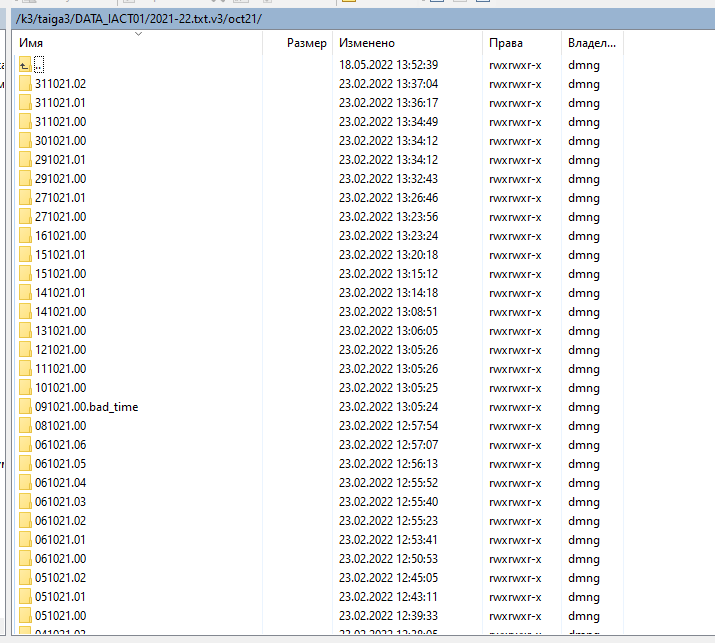 /k3/taiga3/DATA_IACT01/2021-22.txt.v3/oct21/
Имя Размер Изменено Права Владел...
.. 18.05.2022 13:52:39 rwxrwxr-x dmng
311021.02 23.02.2022 13:37:04 rwxrwxr-x dmng
311021.01 23.02.2022 13:36:17 rwxrwxr-x dmng
311021.00 23.02.2022 13:34:49 rwxrwxr-x dmng
301021.00 23.02.2022 13:34:12 rwxrwxr-x dmng
291021.01 23.02.2022 13:34:12 rwxrwxr-x dmng
291021.00 23.02.2022 13:32:43 rwxrwxr-x dmng
271021.01 23.02.2022 13:26:46 rwxrwxr-x dmng
271021.00 23.02.2022 13:23:56 rwxrwxr-x dmng
161021.00 23.02.2022 13:23:24 rwxrwxr-x dmng
151021.01 23.02.2022 13:20:18 rwxrwxr-x dmng
151021.00 23.02.2022 13:15:12 rwxrwxr-x dmng
141021.01 23.02.2022 13:14:18 rwxrwxr-x dmng
141021.00 23.02.2022 13:08:51 rwxrwxr-x dmng
131021.00 23.02.2022 13:06:05 rwxrwxr-x dmng
121021.00 23.02.2022 13:05:26 rwxrwxr-x dmng
111021.00 23.02.2022 13:05:26 rwxrwxr-x dmng
101021.00 23.02.2022 13:05:25 rwxrwxr-x dmng
091021.00.bad_time 23.02.2022 13:05:24 rwxrwxr-x dmng
081021.00 23.02.2022 12:57:54 rwxrwxr-x dmng
061021.06 23.02.2022 12:57:07 rwxrwxr-x dmng
061021.05 23.02.2022 12:56:13 rwxrwxr-x dmng
061021.04 23.02.2022 12:55:52 rwxrwxr-x dmng
061021.03 23.02.2022 12:55:40 rwxrwxr-x dmng
061021.02 23.02.2022 12:55:23 rwxrwxr-x dmng
061021.01 23.02.2022 12:53:41 rwxrwxr-x dmng
061021.00 23.02.2022 12:50:53 rwxrwxr-x dmng
051021.02 23.02.2022 12:45:05 rwxrwxr-x dmng
051021.01 23.02.2022 12:43:11 rwxrwxr-x dmng
051021.00 23.02.2022 12:39:33 rwxrwxr-x dmng